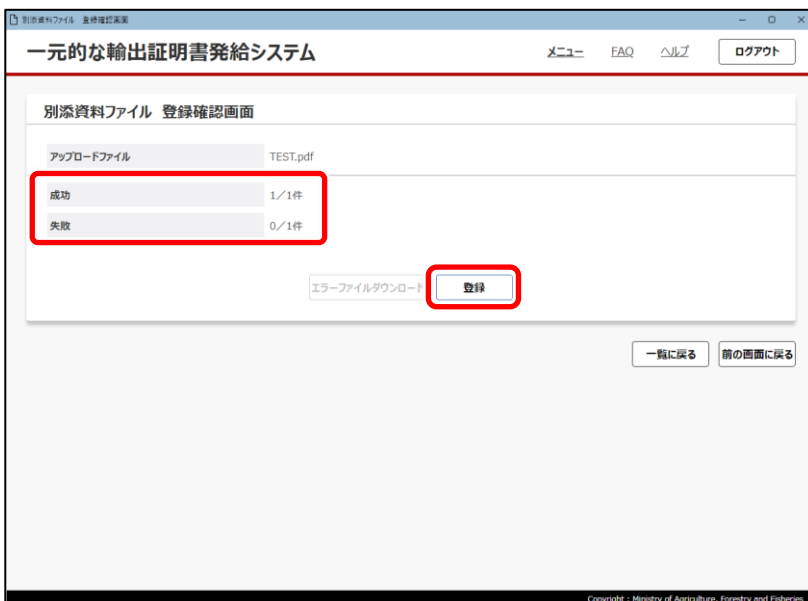 別添資料ファイル 登録確認画面
一元的な輸出証明書発給システム メニュー FAQ ヘルプ ログアウト
別添資料ファイル 登録確認画面
アップロードファイル TEST.pdf
成功 1/1件
失敗 0/1件
エラーファイルダウンロード 登録
一覧に戻る 前の画面に戻る
Copyright : Ministry of Agriculture, Forestry and Fisheries